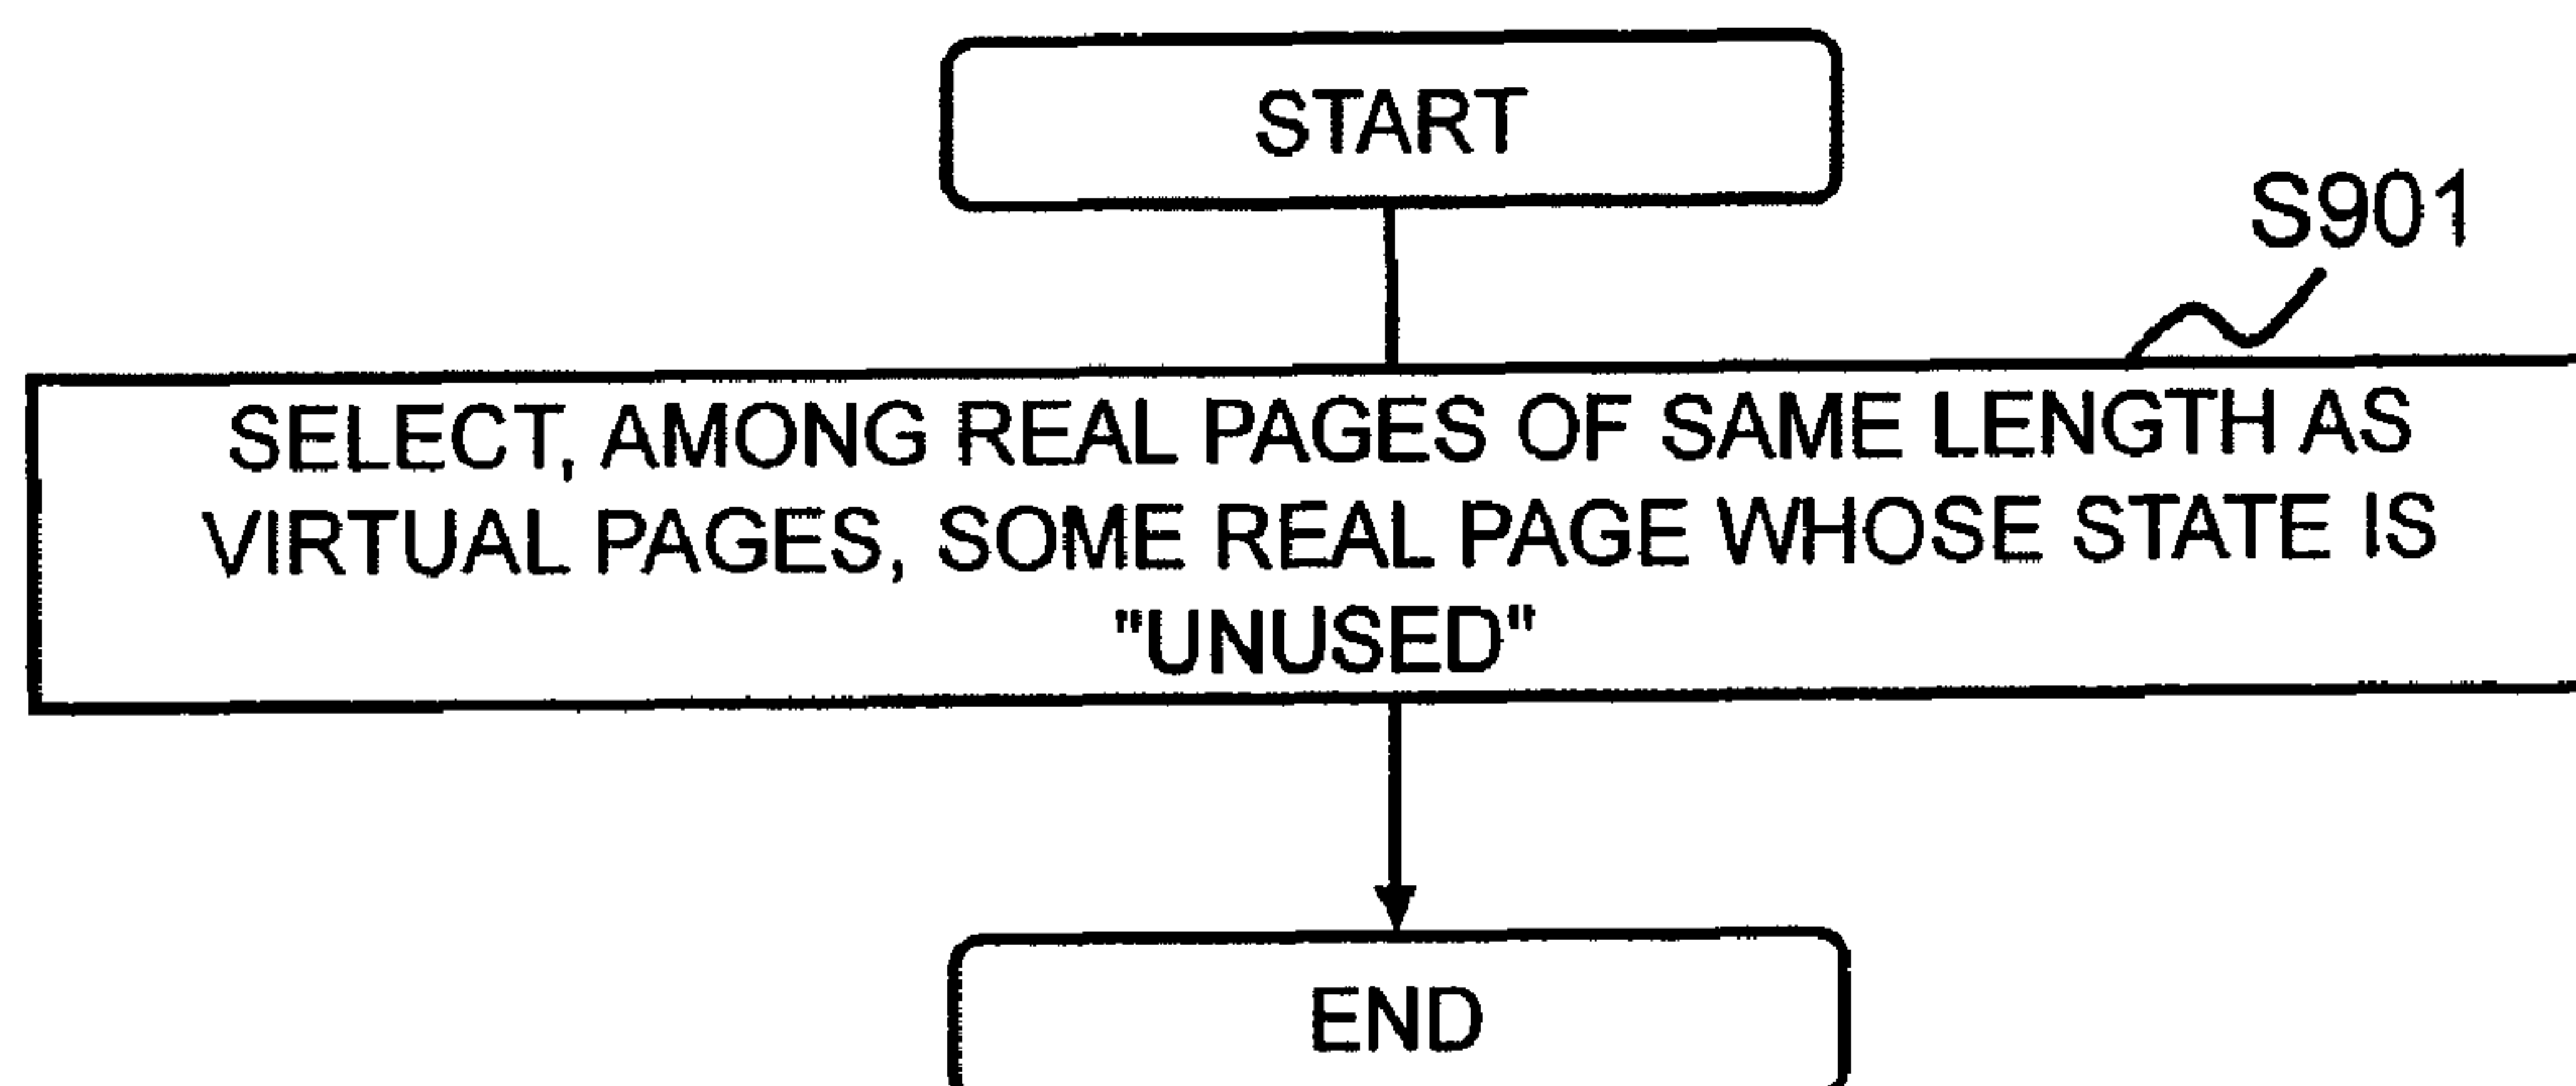 START
S901
SELECT, AMONG REAL PAGES OF SAME LENGTH AS
VIRTUAL PAGES, SOME REAL PAGE WHOSE STATE IS
"UNUSED"
END